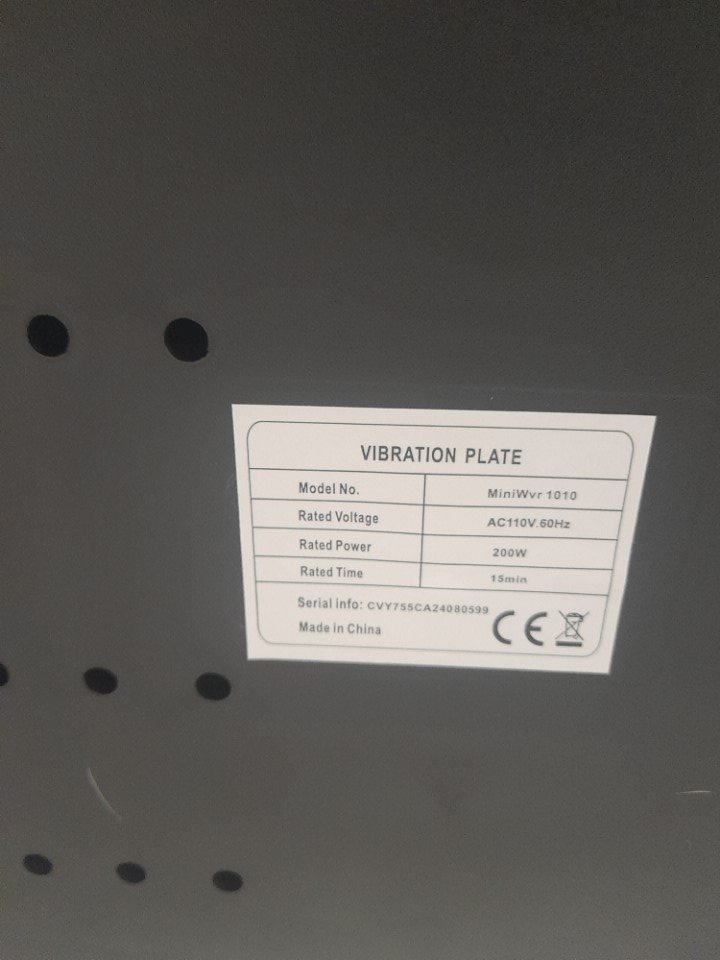 VIBRATION PLATE
Model No. MiniWvr 1010
Rated Voltage AC110V 60Hz
Rated Power 200W
Rated Time 15min
Serial info: CVY755CA24080599
Made in China CE